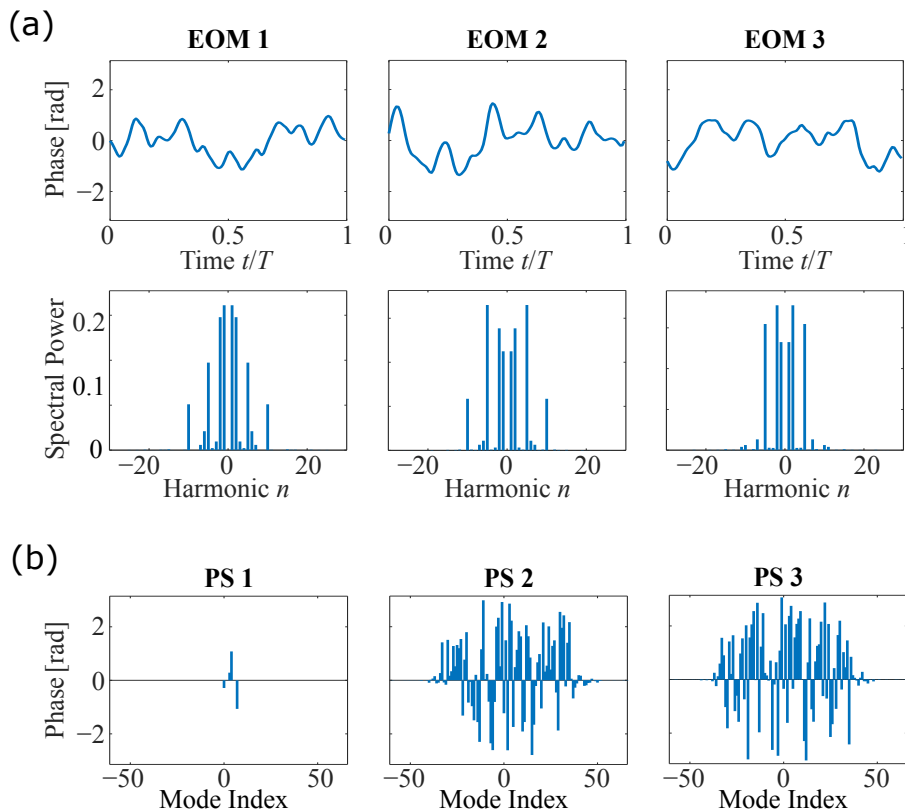 (a)
EOM 1 EOM 2 EOM 3
Phase [rad]
2
0
−2
0 0.5 1 0 0.5 1 0 0.5 1
Time t/T Time t/T Time t/T
Spectral Power
0.2
0.1
0
−20 0 20 −20 0 20 −20 0 20
Harmonic n Harmonic n Harmonic n
(b)
PS 1 PS 2 PS 3
Phase [rad]
2
0
−2
−50 0 50 −50 0 50 −50 0 50
Mode Index Mode Index Mode Index